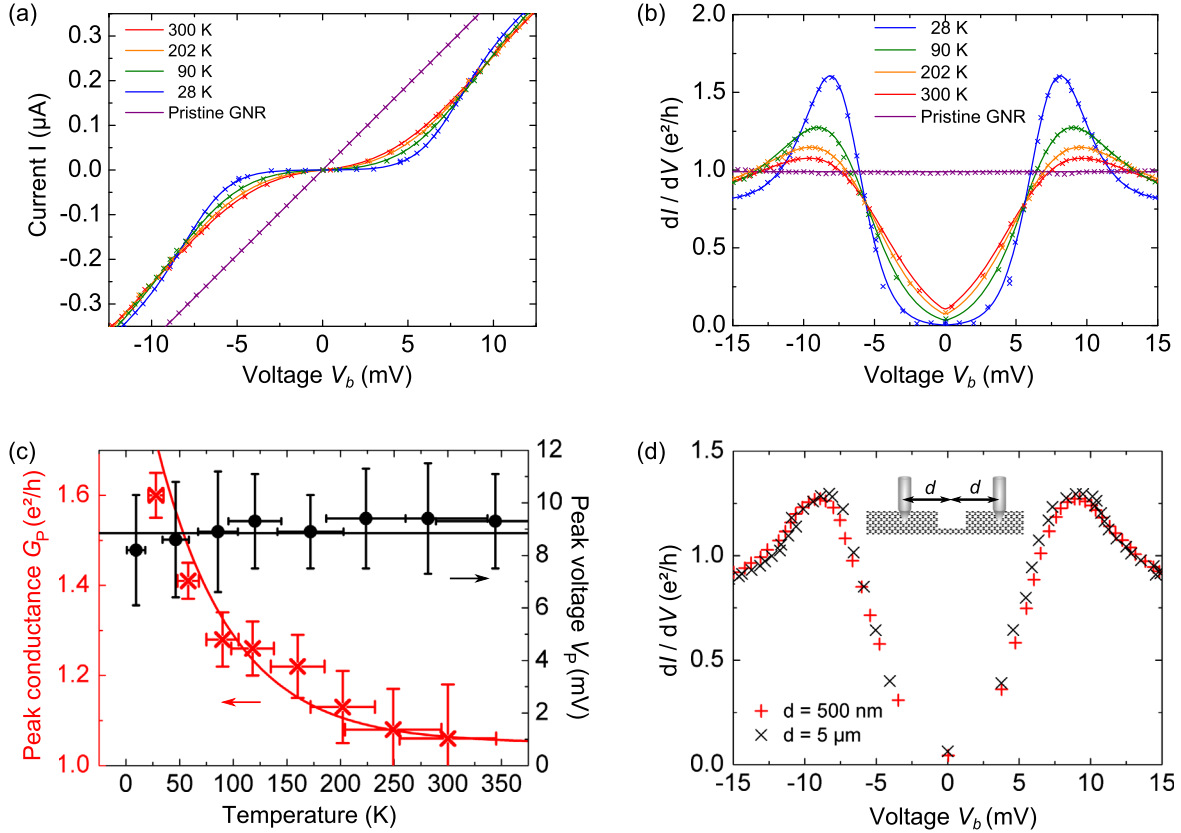 (a)
0.3
0.2
0.1
0.0
-0.1
-0.2
-0.3
Current I (µA)
300 K
202 K
90 K
28 K
Pristine GNR
-10 -5 0 5 10
Voltage Vb (mV)
(b)
2.0
1.5
1.0
0.5
0.0
dI / dV (e²/h)
28 K
90 K
202 K
300 K
Pristine GNR
-15 -10 -5 0 5 10 15
Voltage Vb (mV)
(c)
1.6
1.4
1.2
1.0
Peak conductance GP (e²/h)
12
10
8
6
4
2
0
Peak voltage VP (mV)
0 50 100 150 200 250 300 350
Temperature (K)
(d)
1.5
1.0
0.5
0.0
dI / dV (e²/h)
d d
d = 500 nm
d = 5 µm
-15 -10 -5 0 5 10 15
Voltage Vb (mV)